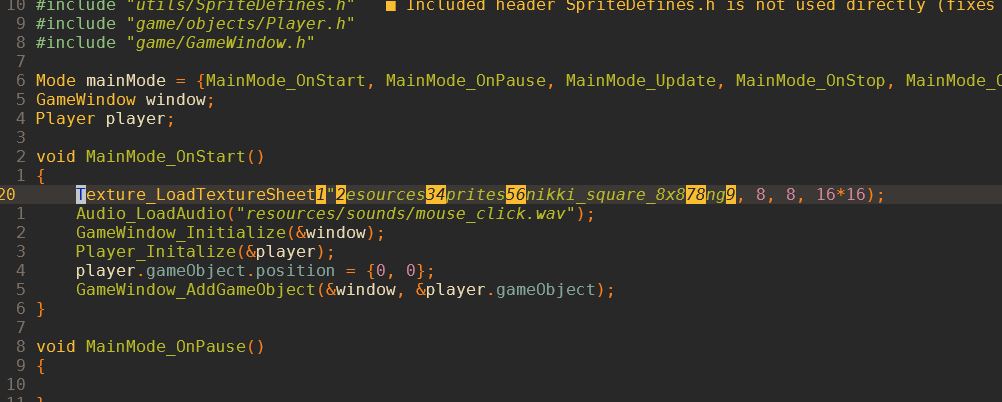 10 #include "utils/SpriteDefines.h"   ■ Included header SpriteDefines.h is not used directly (fixes
9 #include "game/objects/Player.h"
8 #include "game/GameWindow.h"
7
6 Mode mainMode = {MainMode_OnStart, MainMode_OnPause, MainMode_Update, MainMode_OnStop, MainMode_O
5 GameWindow window;
4 Player player;
3
2 void MainMode_OnStart()
1 {
20     Texture_LoadTextureSheet1"2esources34prites56nikki_square_8x878ng9, 8, 8, 16*16);
1     Audio_LoadAudio("resources/sounds/mouse_click.wav");
2     GameWindow_Initialize(&window);
3     Player_Initalize(&player);
4     player.gameObject.position = {0, 0};
5     GameWindow_AddGameObject(&window, &player.gameObject);
6 }
7
8 void MainMode_OnPause()
9 {
10
11 }